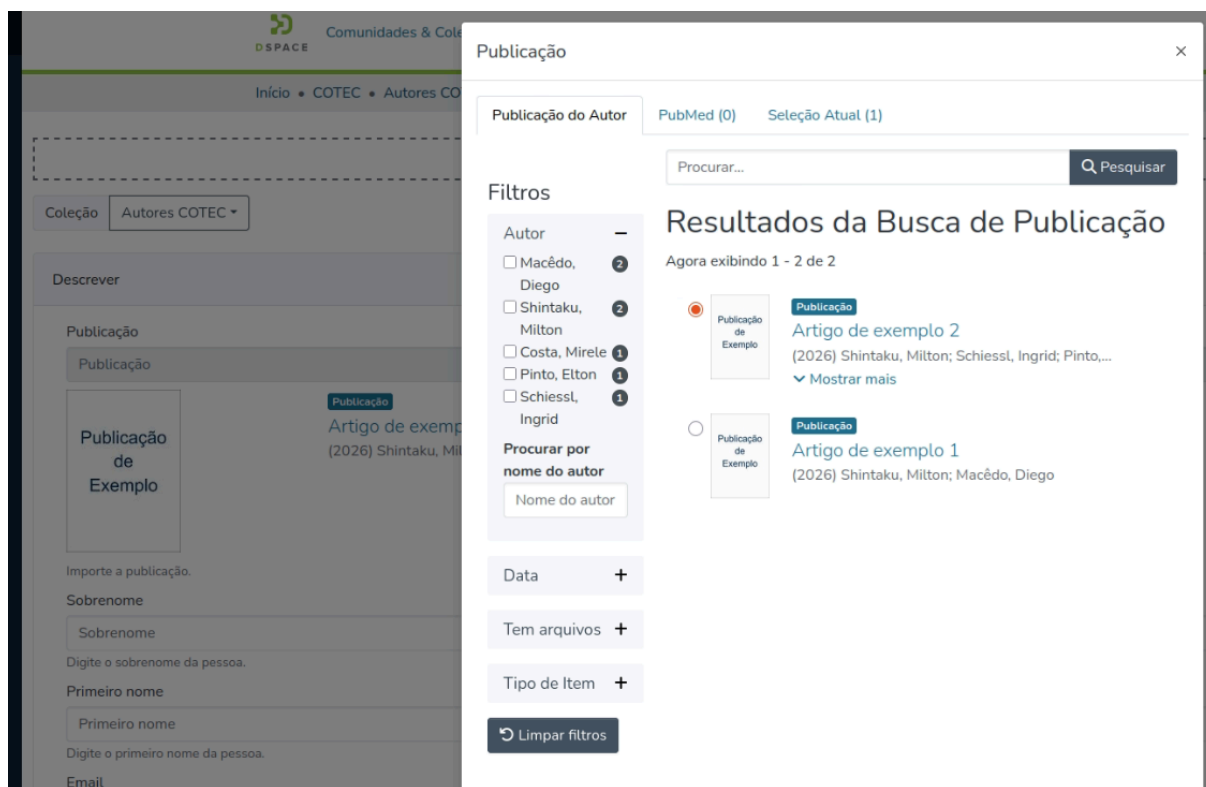 DSPACE
Comunidades & Cole
Início • COTEC • Autores CO
Coleção
Autores COTEC
Descrever
Publicação
Publicação
Publicação
de
Exemplo
Publicação
Artigo de exemp
(2026) Shintaku, Mil
Importe a publicação.
Sobrenome
Sobrenome
Digite o sobrenome da pessoa.
Primeiro nome
Primeiro nome
Digite o primeiro nome da pessoa.
Email
Publicação
×
Publicação do Autor
PubMed (0)
Seleção Atual (1)
Procurar...
Pesquisar
Filtros
Autor
Macêdo, 2
Diego
Shintaku, 2
Milton
Costa, Mirele 1
Pinto, Elton 1
Schiessl, 1
Ingrid
Procurar por
nome do autor
Nome do autor
Data +
Tem arquivos +
Tipo de Item +
Limpar filtros
Resultados da Busca de Publicação
Agora exibindo 1 - 2 de 2
Publicação
de
Exemplo
Publicação
Artigo de exemplo 2
(2026) Shintaku, Milton; Schiessl, Ingrid; Pinto,...
Mostrar mais
Publicação
de
Exemplo
Publicação
Artigo de exemplo 1
(2026) Shintaku, Milton; Macêdo, Diego